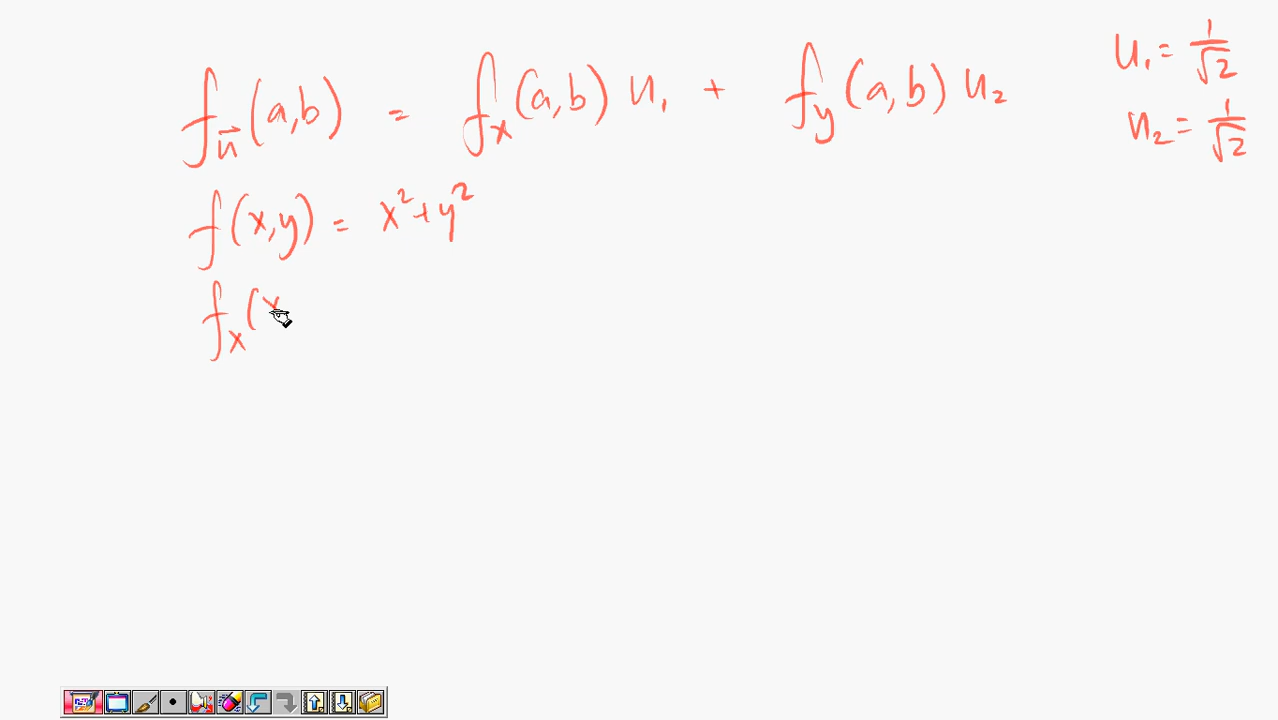 f_u⃗ (a,b) = f_x (a,b) u₁ + f_y (a,b) u₂
u₁ = 1/√2
u₂ = 1/√2
f(x,y) = x² + y²
f_x (x